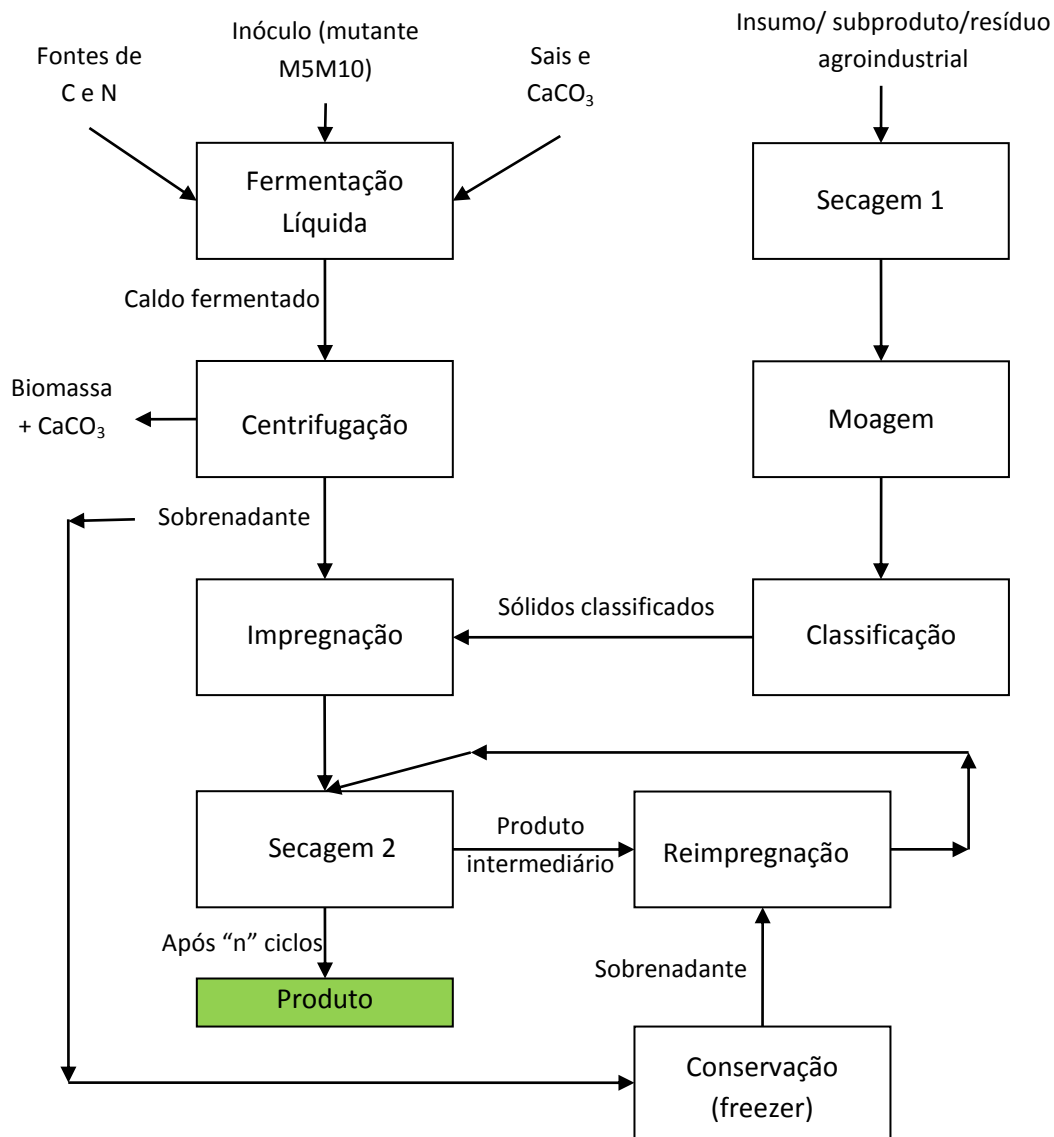 Fontes de
C e N
Inóculo (mutante
M5M10)
Sais e
CaCO₃
Insumo/ subproduto/resíduo
agroindustrial
Fermentação
Líquida
Secagem 1
Caldo fermentado
Biomassa
+ CaCO₃
Centrifugação
Moagem
Sobrenadante
Impregnação
Sólidos classificados
Classificação
Secagem 2
Produto
intermediário
Reimpregnação
Após “n” ciclos
Sobrenadante
Produto
Conservação
(freezer)